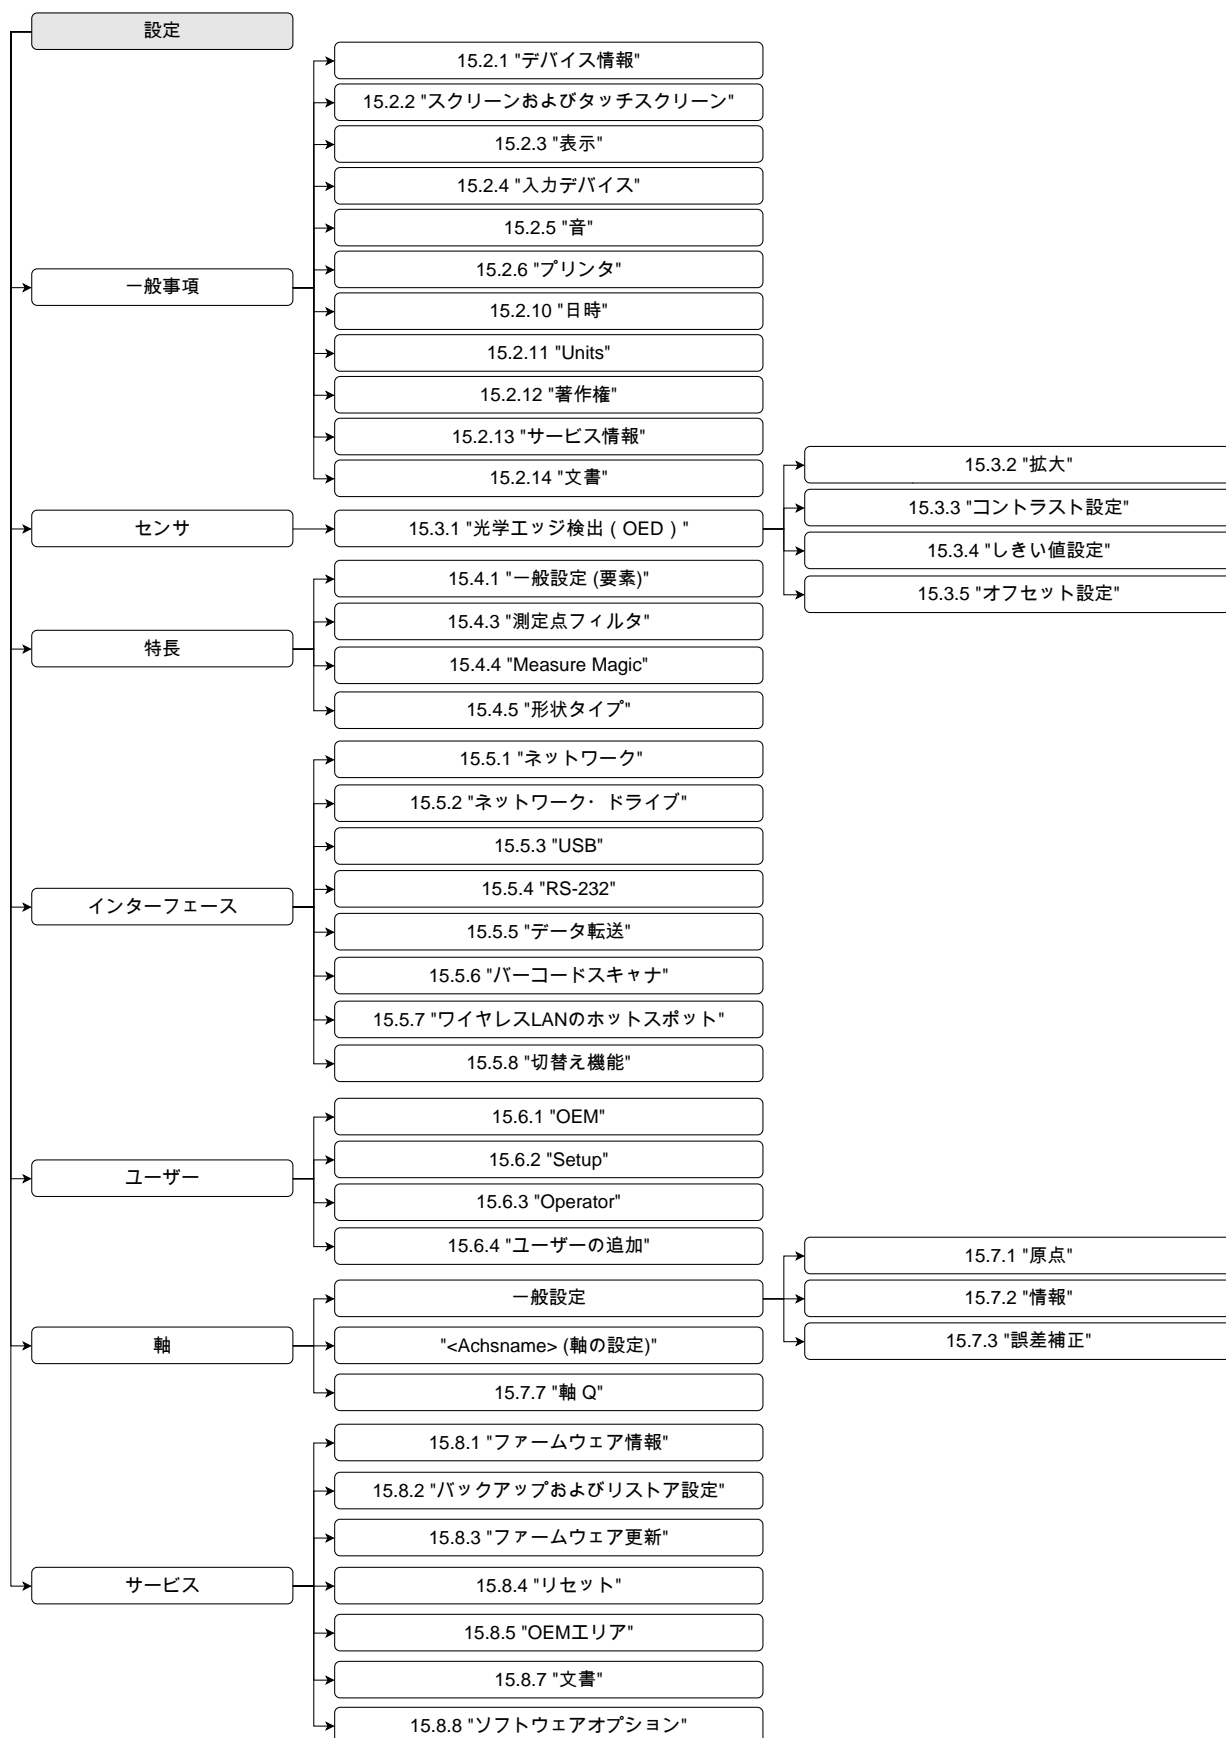 設定
一般事項
15.2.1 "デバイス情報"
15.2.2 "スクリーンおよびタッチスクリーン"
15.2.3 "表示"
15.2.4 "入力デバイス"
15.2.5 "音"
15.2.6 "プリンタ"
15.2.10 "日時"
15.2.11 "Units"
15.2.12 "著作権"
15.2.13 "サービス情報"
15.2.14 "文書"
センサ
15.3.1 "光学エッジ検出 ( OED ) "
15.3.2 "拡大"
15.3.3 "コントラスト設定"
15.3.4 "しきい値設定"
15.3.5 "オフセット設定"
特長
15.4.1 "一般設定 (要素)"
15.4.3 "測定点フィルタ"
15.4.4 "Measure Magic"
15.4.5 "形状タイプ"
インターフェース
15.5.1 "ネットワーク"
15.5.2 "ネットワーク・ ドライブ"
15.5.3 "USB"
15.5.4 "RS-232"
15.5.5 "データ転送"
15.5.6 "バーコードスキャナ"
15.5.7 "ワイヤレスLANのホットスポット"
15.5.8 "切替え機能"
ユーザー
15.6.1 "OEM"
15.6.2 "Setup"
15.6.3 "Operator"
15.6.4 "ユーザーの追加"
軸
一般設定
15.7.1 "原点"
15.7.2 "情報"
15.7.3 "誤差補正"
"<Achsname> (軸の設定)"
15.7.7 "軸 Q"
サービス
15.8.1 "ファームウェア情報"
15.8.2 "バックアップおよびリストア設定"
15.8.3 "ファームウェア更新"
15.8.4 "リセット"
15.8.5 "OEMエリア"
15.8.7 "文書"
15.8.8 "ソフトウェアオプション"